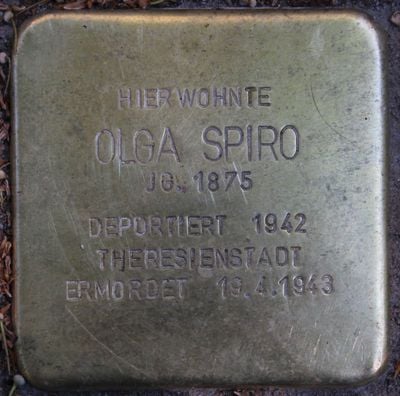 HIER WOHNTE
OLGA SPIRO
JG. 1875
DEPORTIERT 1942
THERESIENSTADT
ERMORDET 19.4.1943